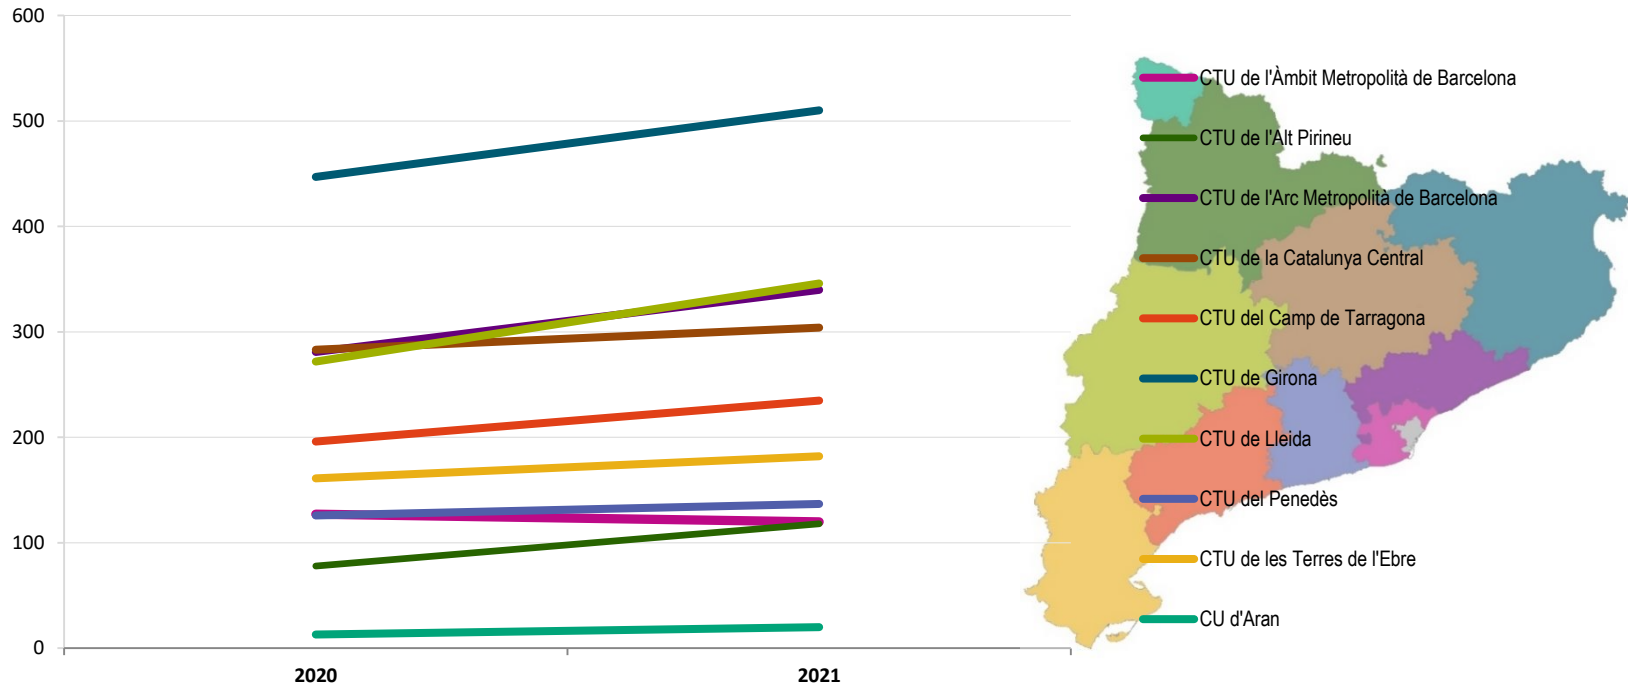 600
500
400
300
200
100
0
2020
2021
CTU de l'Àmbit Metropolità de Barcelona
CTU de l'Alt Pirineu
CTU de l'Arc Metropolità de Barcelona
CTU de la Catalunya Central
CTU del Camp de Tarragona
CTU de Girona
CTU de Lleida
CTU del Penedès
CTU de les Terres de l'Ebre
CU d'Aran